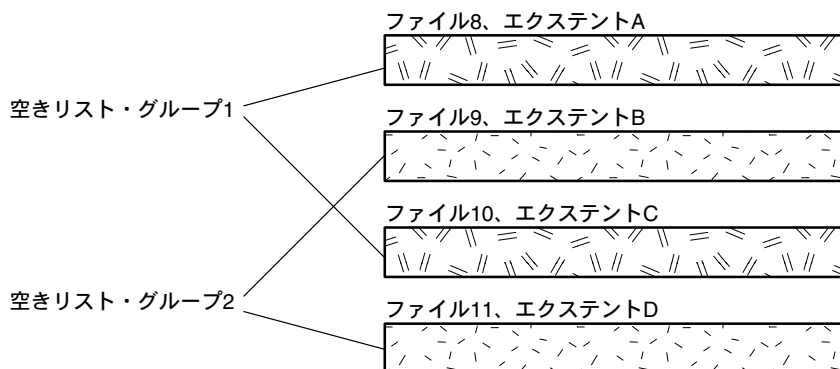 ファイル8、エクステントA
空きリスト・グループ1
ファイル9、エクステントB
ファイル10、エクステントC
空きリスト・グループ2
ファイル11、エクステントD